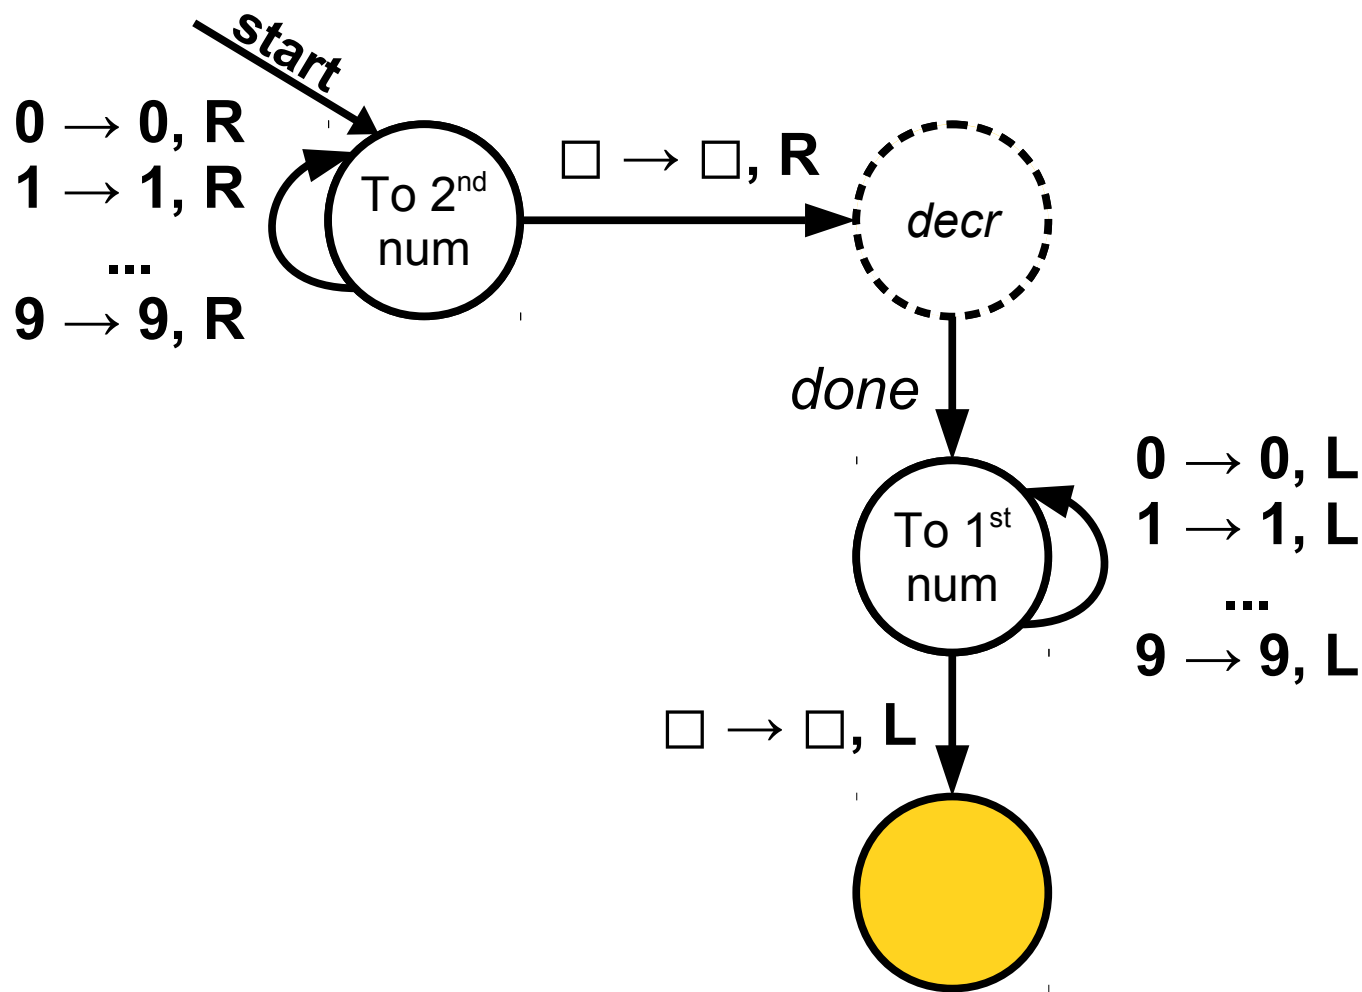 start
0 → 0, R
1 → 1, R
...
9 → 9, R
To 2nd
num
□ → □, R
decr
done
To 1st
num
0 → 0, L
1 → 1, L
...
9 → 9, L
□ → □, L